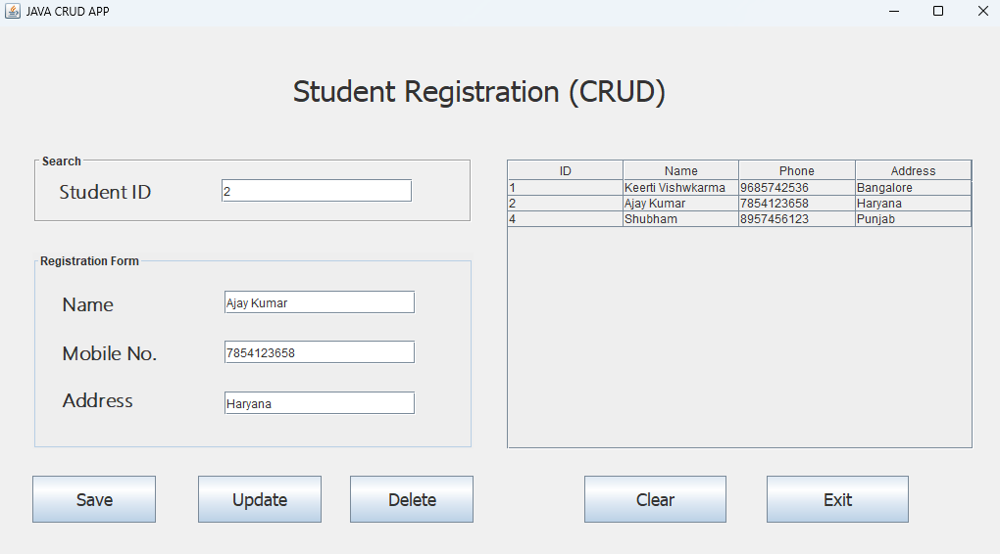 JAVA CRUD APP
Student Registration (CRUD)
Search
Student ID 2
Registration Form
Name Ajay Kumar
Mobile No. 7854123658
Address Haryana
ID Name Phone Address
1 Keerti Vishwkarma 9685742536 Bangalore
2 Ajay Kumar 7854123658 Haryana
4 Shubham 8957456123 Punjab
Save Update Delete Clear Exit